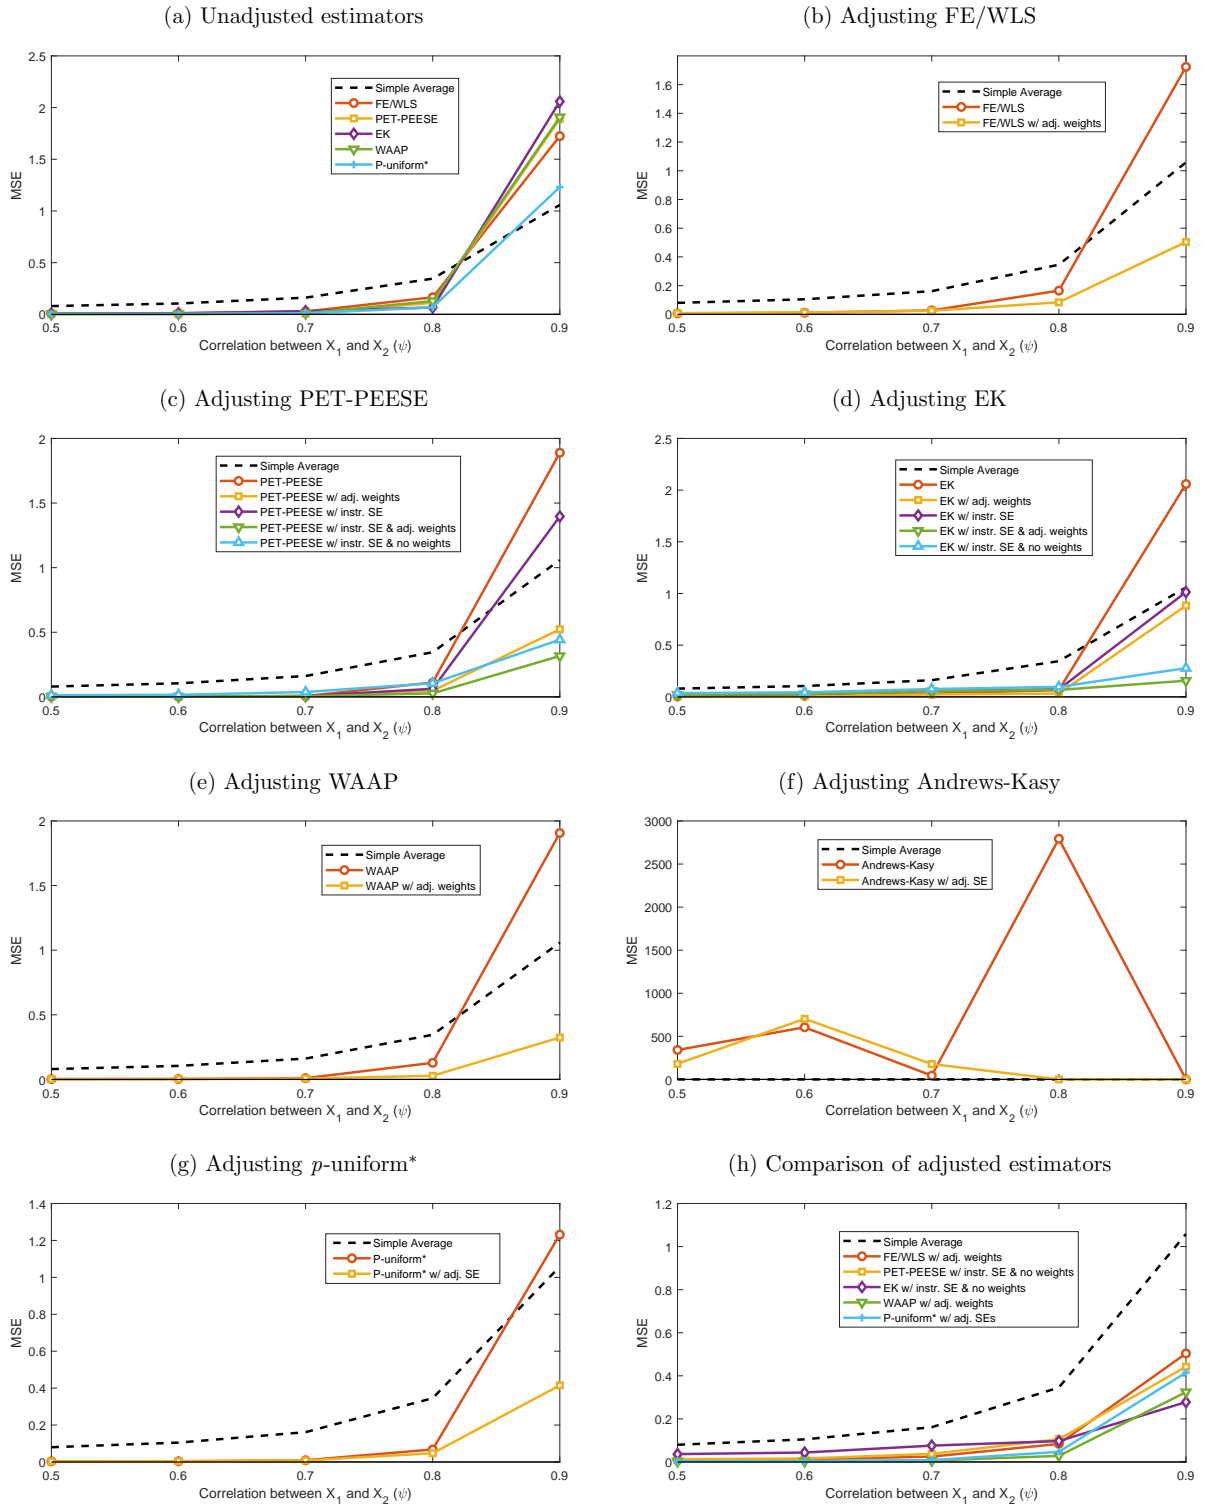 (a) Unadjusted estimators
2.5
2
1.5
1
0.5
0
MSE
Simple Average
FE/WLS
PET-PEESE
EK
WAAP
P-uniform*
0.5 0.6 0.7 0.8 0.9
Correlation between X_1 and X_2 (ψ)
(b) Adjusting FE/WLS
1.6
1.4
1.2
1
0.8
0.6
0.4
0.2
0
MSE
Simple Average
FE/WLS
FE/WLS w/ adj. weights
0.5 0.6 0.7 0.8 0.9
Correlation between X_1 and X_2 (ψ)
(c) Adjusting PET-PEESE
2
1.5
1
0.5
0
MSE
Simple Average
PET-PEESE
PET-PEESE w/ adj. weights
PET-PEESE w/ instr. SE
PET-PEESE w/ instr. SE & adj. weights
PET-PEESE w/ instr. SE & no weights
0.5 0.6 0.7 0.8 0.9
Correlation between X_1 and X_2 (ψ)
(d) Adjusting EK
2.5
2
1.5
1
0.5
0
MSE
Simple Average
EK
EK w/ adj. weights
EK w/ instr. SE
EK w/ instr. SE & adj. weights
EK w/ instr. SE & no weights
0.5 0.6 0.7 0.8 0.9
Correlation between X_1 and X_2 (ψ)
(e) Adjusting WAAP
2
1.5
1
0.5
0
MSE
Simple Average
WAAP
WAAP w/ adj. weights
0.5 0.6 0.7 0.8 0.9
Correlation between X_1 and X_2 (ψ)
(f) Adjusting Andrews-Kasy
3000
2500
2000
1500
1000
500
0
MSE
Simple Average
Andrews-Kasy
Andrews-Kasy w/ adj. SE
0.5 0.6 0.7 0.8 0.9
Correlation between X_1 and X_2 (ψ)
(g) Adjusting p-uniform*
1.4
1.2
1
0.8
0.6
0.4
0.2
0
MSE
Simple Average
P-uniform*
P-uniform* w/ adj. SE
0.5 0.6 0.7 0.8 0.9
Correlation between X_1 and X_2 (ψ)
(h) Comparison of adjusted estimators
1.2
1
0.8
0.6
0.4
0.2
0
MSE
Simple Average
FE/WLS w/ adj. weights
PET-PEESE w/ instr. SE & no weights
EK w/ instr. SE & no weights
WAAP w/ adj. weights
P-uniform* w/ adj. SEs
0.5 0.6 0.7 0.8 0.9
Correlation between X_1 and X_2 (ψ)